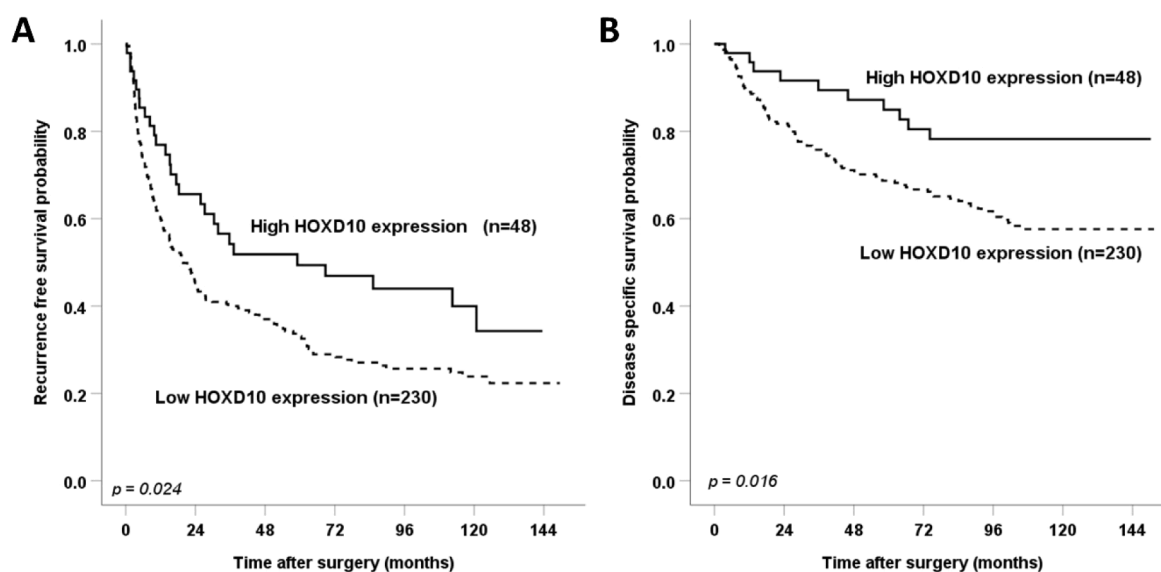 A
Recurrence free survival probability
1.0
0.8
0.6
0.4
0.2
0.0
High HOXD10 expression (n=48)
Low HOXD10 expression (n=230)
p = 0.024
0 24 48 72 96 120 144
Time after surgery (months)
B
Disease specific survival probability
1.0
0.8
0.6
0.4
0.2
0.0
High HOXD10 expression (n=48)
Low HOXD10 expression (n=230)
p = 0.016
0 24 48 72 96 120 144
Time after surgery (months)